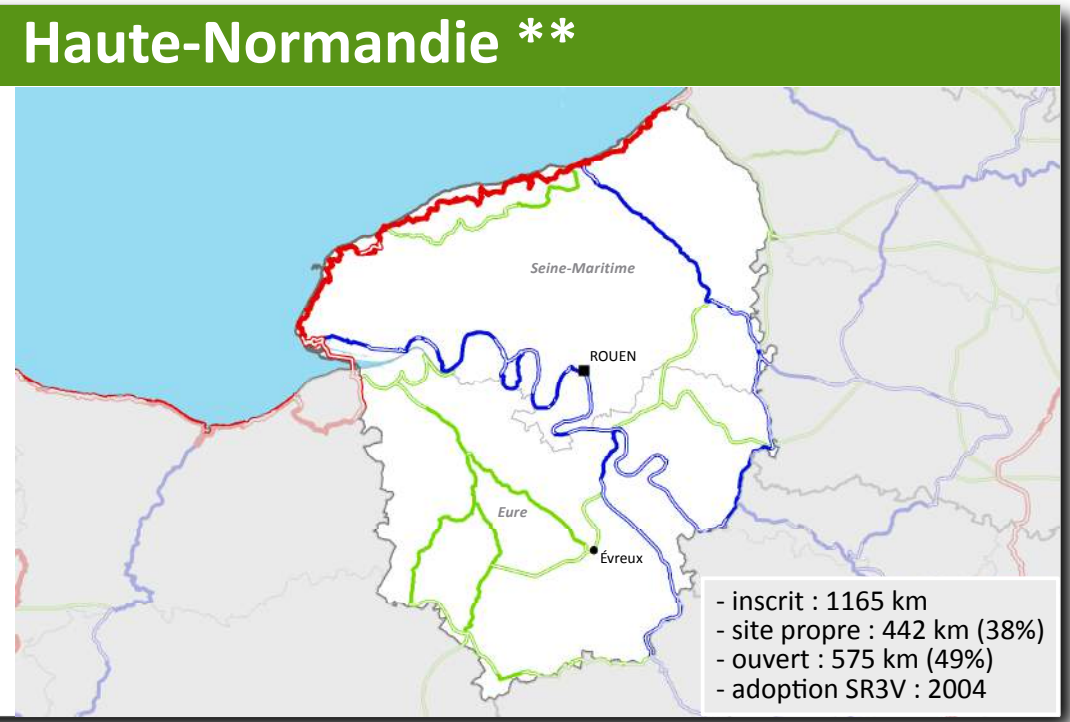 Haute-Normandie **
Seine-Maritime
ROUEN
Eure
Évreux
- inscrit : 1165 km
- site propre : 442 km (38%)
- ouvert : 575 km (49%)
- adoption SR3V : 2004